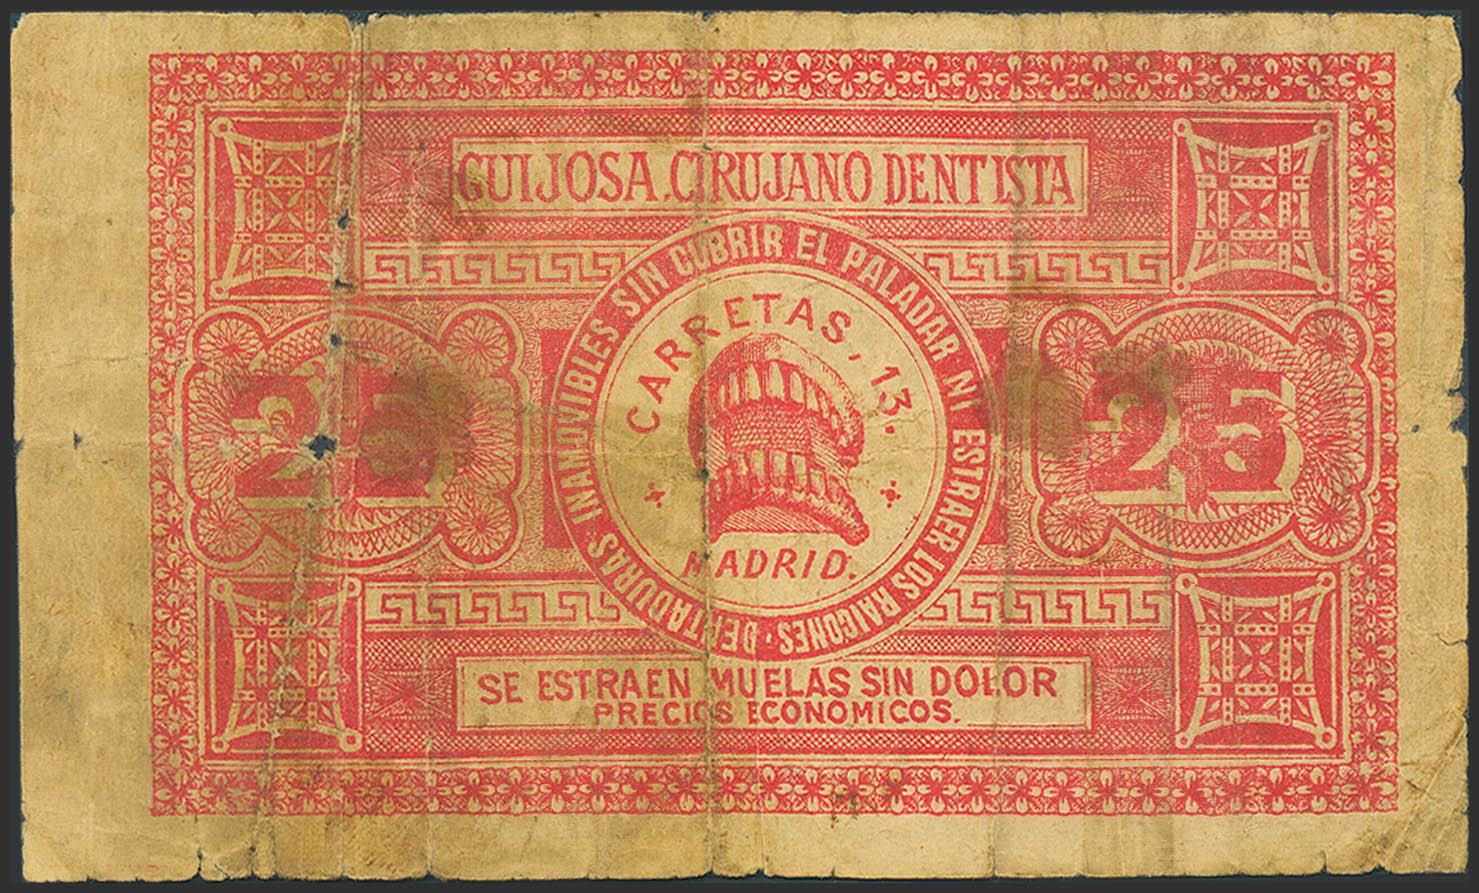 GUIJOSA. CIRUJANO DENTISTA
DENTADURAS INAMOVIBLES SIN CUBRIR EL PALADAR NI ESTRAER LOS RAIGONES.
CARRETAS, 13.
25
25
MADRID.
SE ESTRAEN MUELAS SIN DOLOR
PRECIOS ECONOMICOS.